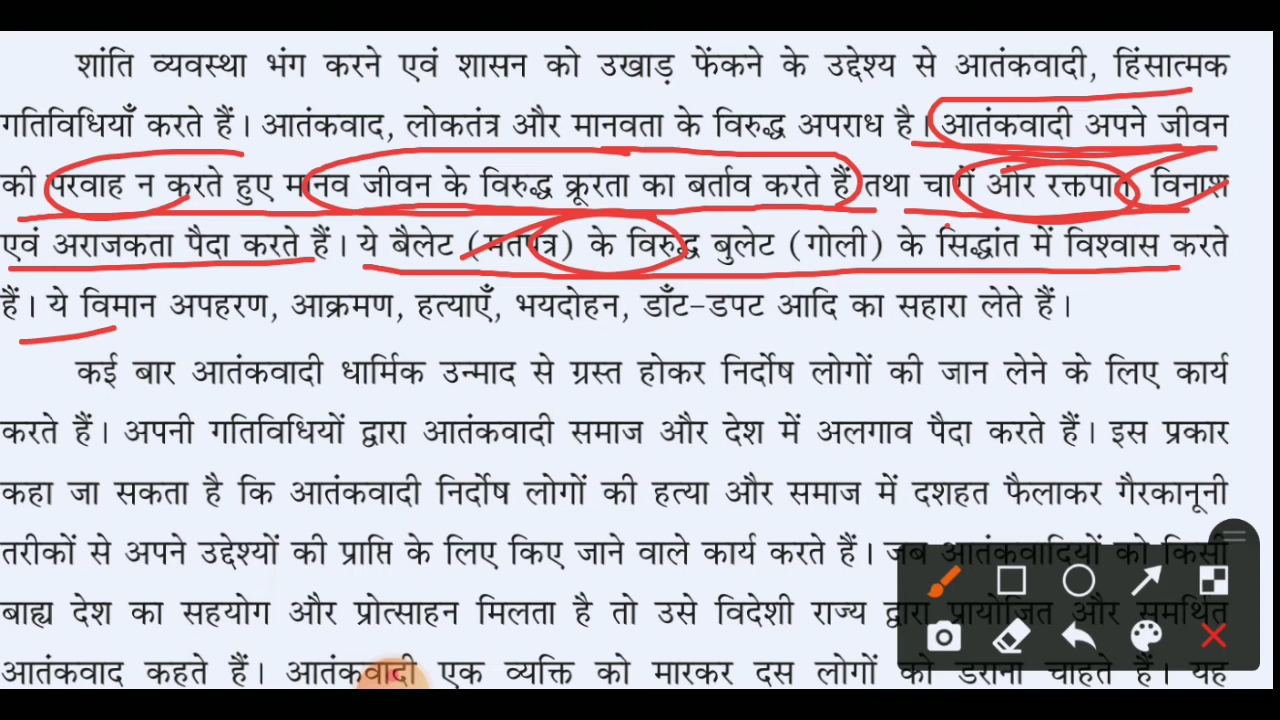 शांति व्यवस्था भंग करने एवं शासन को उखाड़ फेंकने के उद्देश्य से आतंकवादी, हिंसात्मक
गतिविधियाँ करते हैं। आतंकवाद, लोकतंत्र और मानवता के विरुद्ध अपराध है। आतंकवादी अपने जीवन
की परवाह न करते हुए मानव जीवन के विरुद्ध क्रूरता का बर्ताव करते हैं तथा चारों ओर रक्तपात, विनाश
एवं अराजकता पैदा करते हैं। ये बैलेट (मतपत्र) के विरुद्ध बुलेट (गोली) के सिद्धांत में विश्वास करते
हैं। ये विमान अपहरण, आक्रमण, हत्याएँ, भयदोहन, डाँट-डपट आदि का सहारा लेते हैं।
कई बार आतंकवादी धार्मिक उन्माद से ग्रस्त होकर निर्दोष लोगों की जान लेने के लिए कार्य
करते हैं। अपनी गतिविधियों द्वारा आतंकवादी समाज और देश में अलगाव पैदा करते हैं। इस प्रकार
कहा जा सकता है कि आतंकवादी निर्दोष लोगों की हत्या और समाज में दशहत फैलाकर गैरकानूनी
तरीकों से अपने उद्देश्यों की प्राप्ति के लिए किए जाने वाले कार्य करते हैं। जब आतंकवादियों को किसी
बाह्य देश का सहयोग और प्रोत्साहन मिलता है तो उसे विदेशी राज्य द्वारा प्रायोजित और समर्थित
आतंकवाद कहते हैं। आतंकवादी एक व्यक्ति को मारकर दस लोगों को डराना चाहते हैं। यह